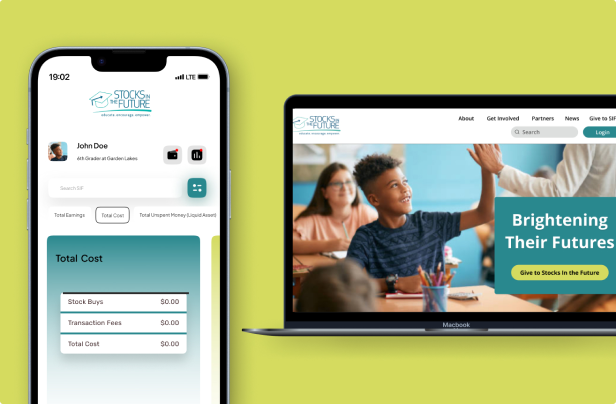 19:02
LTE
STOCKS IN
THE FUTURE
educate. encourage. empower.
John Doe
4th Grader at Garden Lakes
Search SIF
Total Earnings
Total Cost
Total Unspent Money (Liquid Asset)
Total Cost
Stock Buys $0.00
Transaction Fees $0.00
Total Cost $0.00
STOCKS IN
THE FUTURE
educate. encourage. empower.
About Get Involved Partners News Give to SIF
Search
Login
Brightening
Their Futures
Give to Stocks In the Future
Macbook